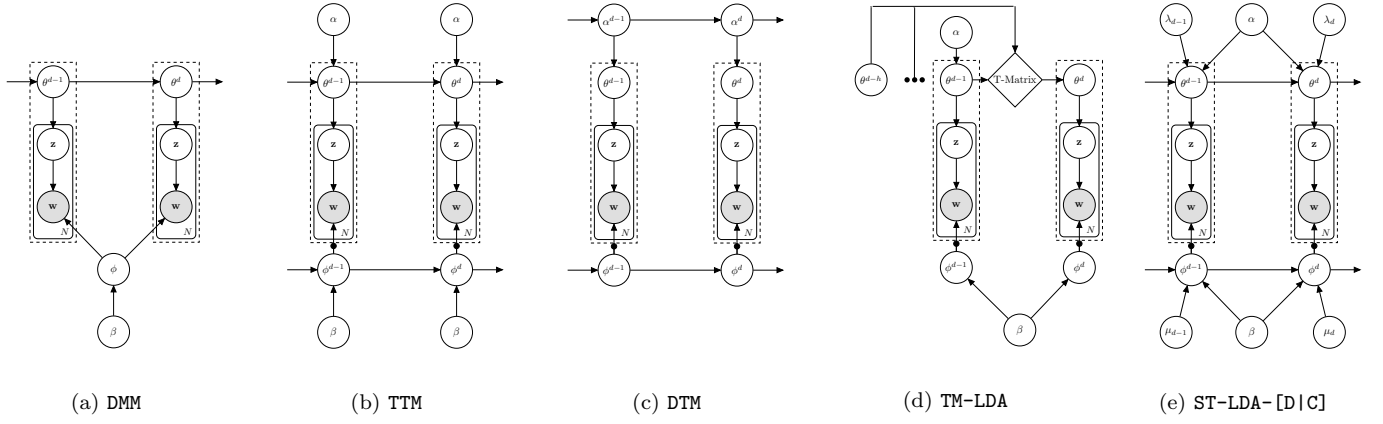 α α α^{d-1} α^d α λ_{d-1} α λ_d
θ^{d-1} θ^d θ^{d-1} θ^d θ^{d-1} θ^d θ^{d-h} θ^{d-1} T-Matrix θ^d θ^{d-1} θ^d
z z z z z z z z z z
w w w w w w w w w w
N N N N N N N N N N
ϕ ϕ^{d-1} ϕ^d ϕ^{d-1} ϕ^d ϕ^{d-1} ϕ^d ϕ^{d-1} ϕ^d
β β β β μ_{d-1} β μ_d
(a) DMM (b) TTM (c) DTM (d) TM-LDA (e) ST-LDA-[D|C]